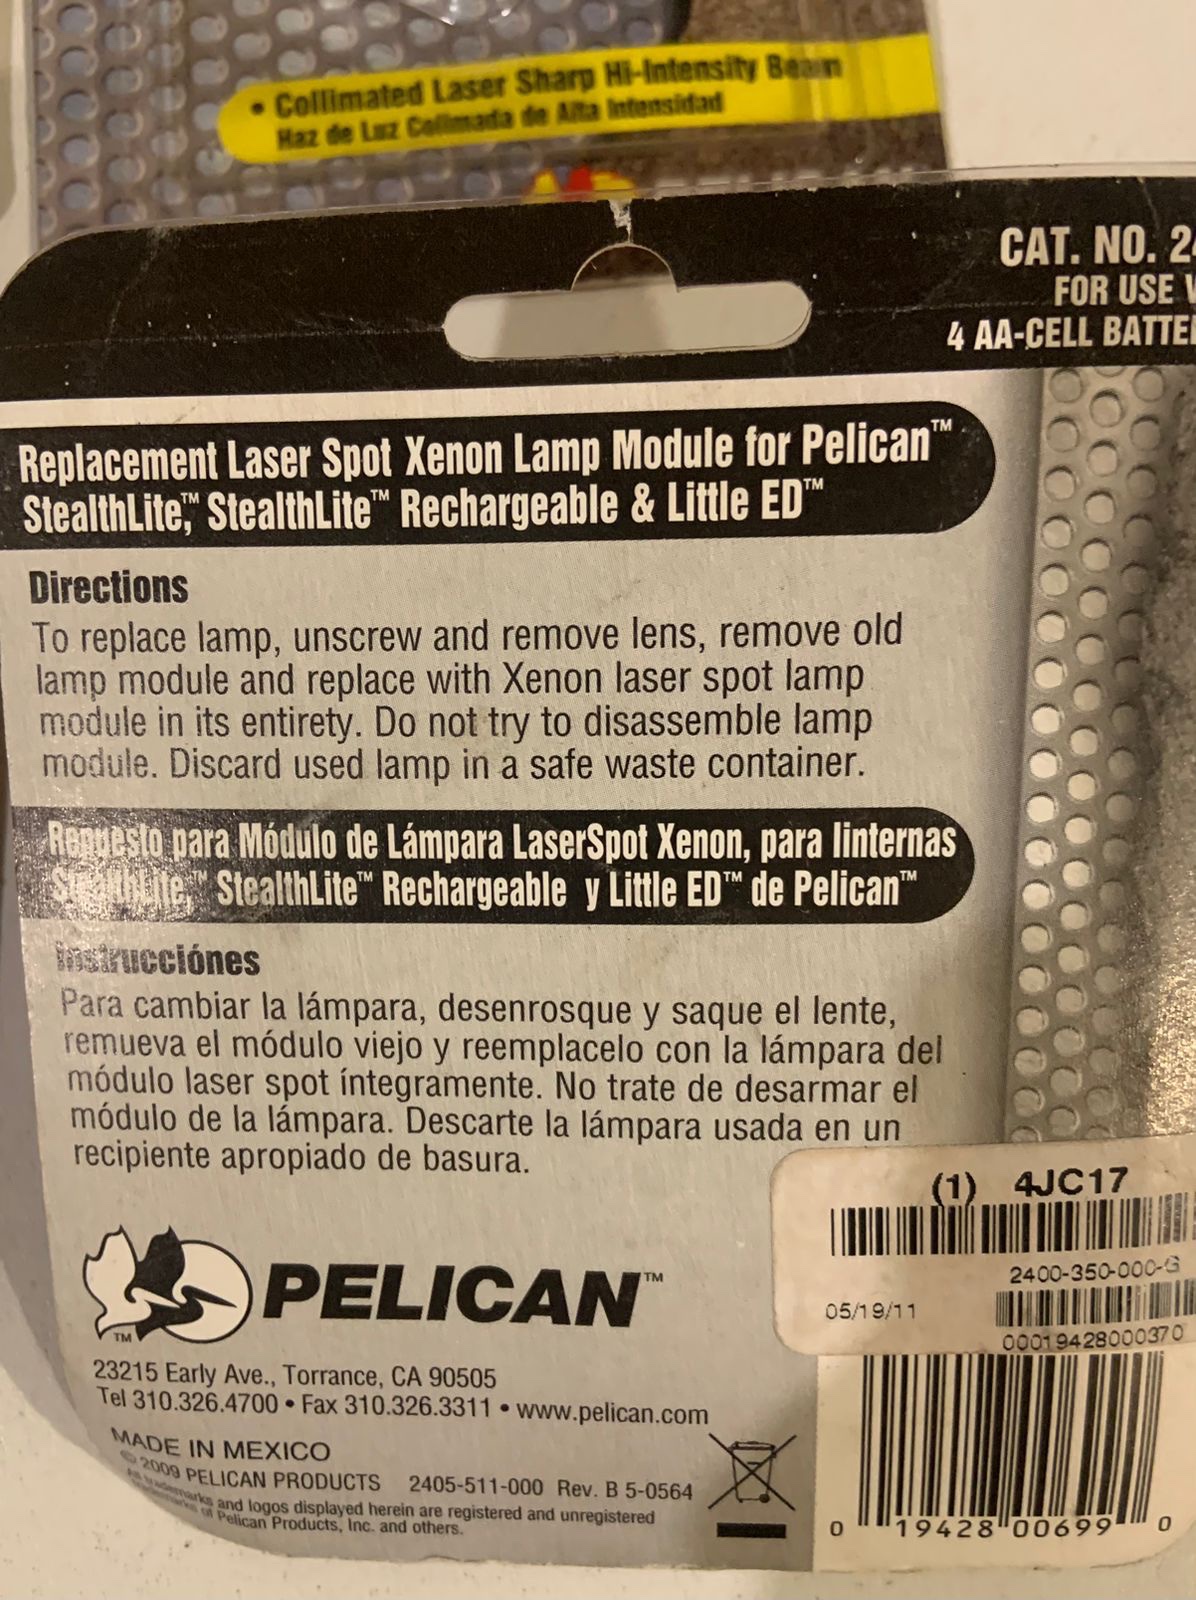 • Collimated Laser Sharp Hi-Intensity Beam
Haz de Luz Colimada de Alta Intensidad
CAT. NO.
FOR USE
4 AA-CELL
Replacement Laser Spot Xenon Lamp Module for Pelican™
StealthLite,™ StealthLite™ Rechargeable & Little ED™
Directions
To replace lamp, unscrew and remove lens, remove old
lamp module and replace with Xenon laser spot lamp
module in its entirety. Do not try to disassemble lamp
module. Discard used lamp in a safe waste container.
Repuesto para Módulo de Lámpara LaserSpot Xenon, para linternas
StealthLite,™ StealthLite™ Rechargeable y Little ED™ de Pelican™
Instrucciónes
Para cambiar la lámpara, desenrosque y saque el lente,
remueva el módulo viejo y reemplacelo con la lámpara del
módulo laser spot íntegramente. No trate de desarmar el
módulo de la lámpara. Descarte la lámpara usada en un
recipiente apropiado de basura.
(1) 4JC17
2400-350-000-G
05/19/11
00019428000370
PELICAN™
TM
23215 Early Ave., Torrance, CA 90505
Tel 310.326.4700 • Fax 310.326.3311 • www.pelican.com
MADE IN MEXICO
© 2009 PELICAN PRODUCTS 2405-511-000 Rev. B 5-0564
All trademarks and logos displayed herein are registered and unregistered
trademarks of Pelican Products, Inc. and others.
0 19428 00699 0